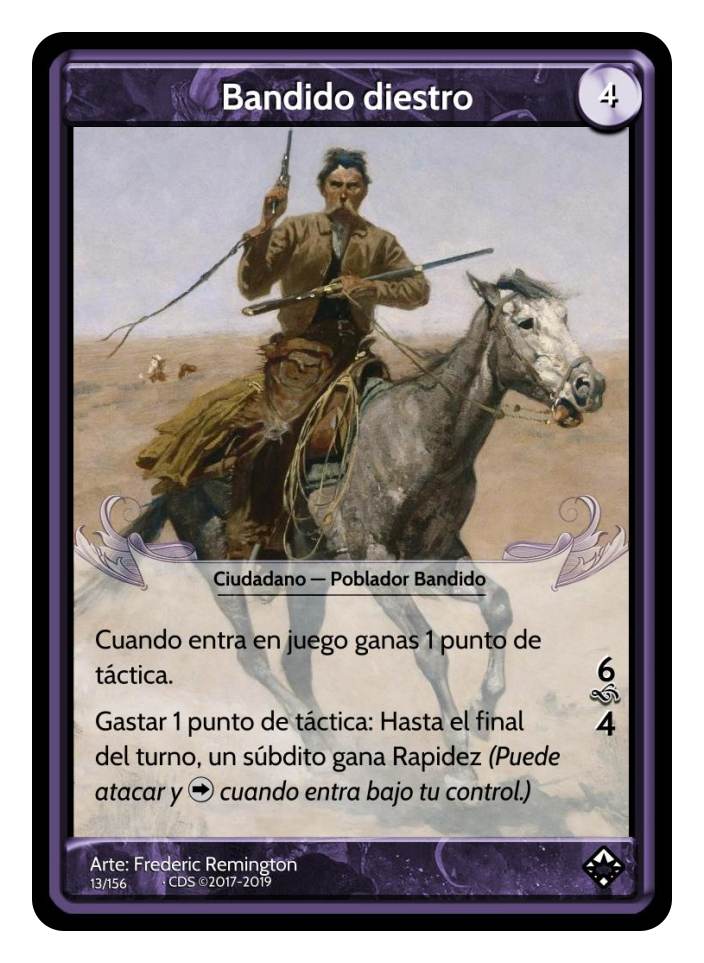 Bandido diestro
4
Ciudadano — Poblador Bandido
Cuando entra en juego ganas 1 punto de
táctica.
Gastar 1 punto de táctica: Hasta el final
del turno, un súbdito gana Rapidez (Puede
atacar y cuando entra bajo tu control.)
6
4
Arte: Frederic Remington
13/156 · CDS ©2017-2019